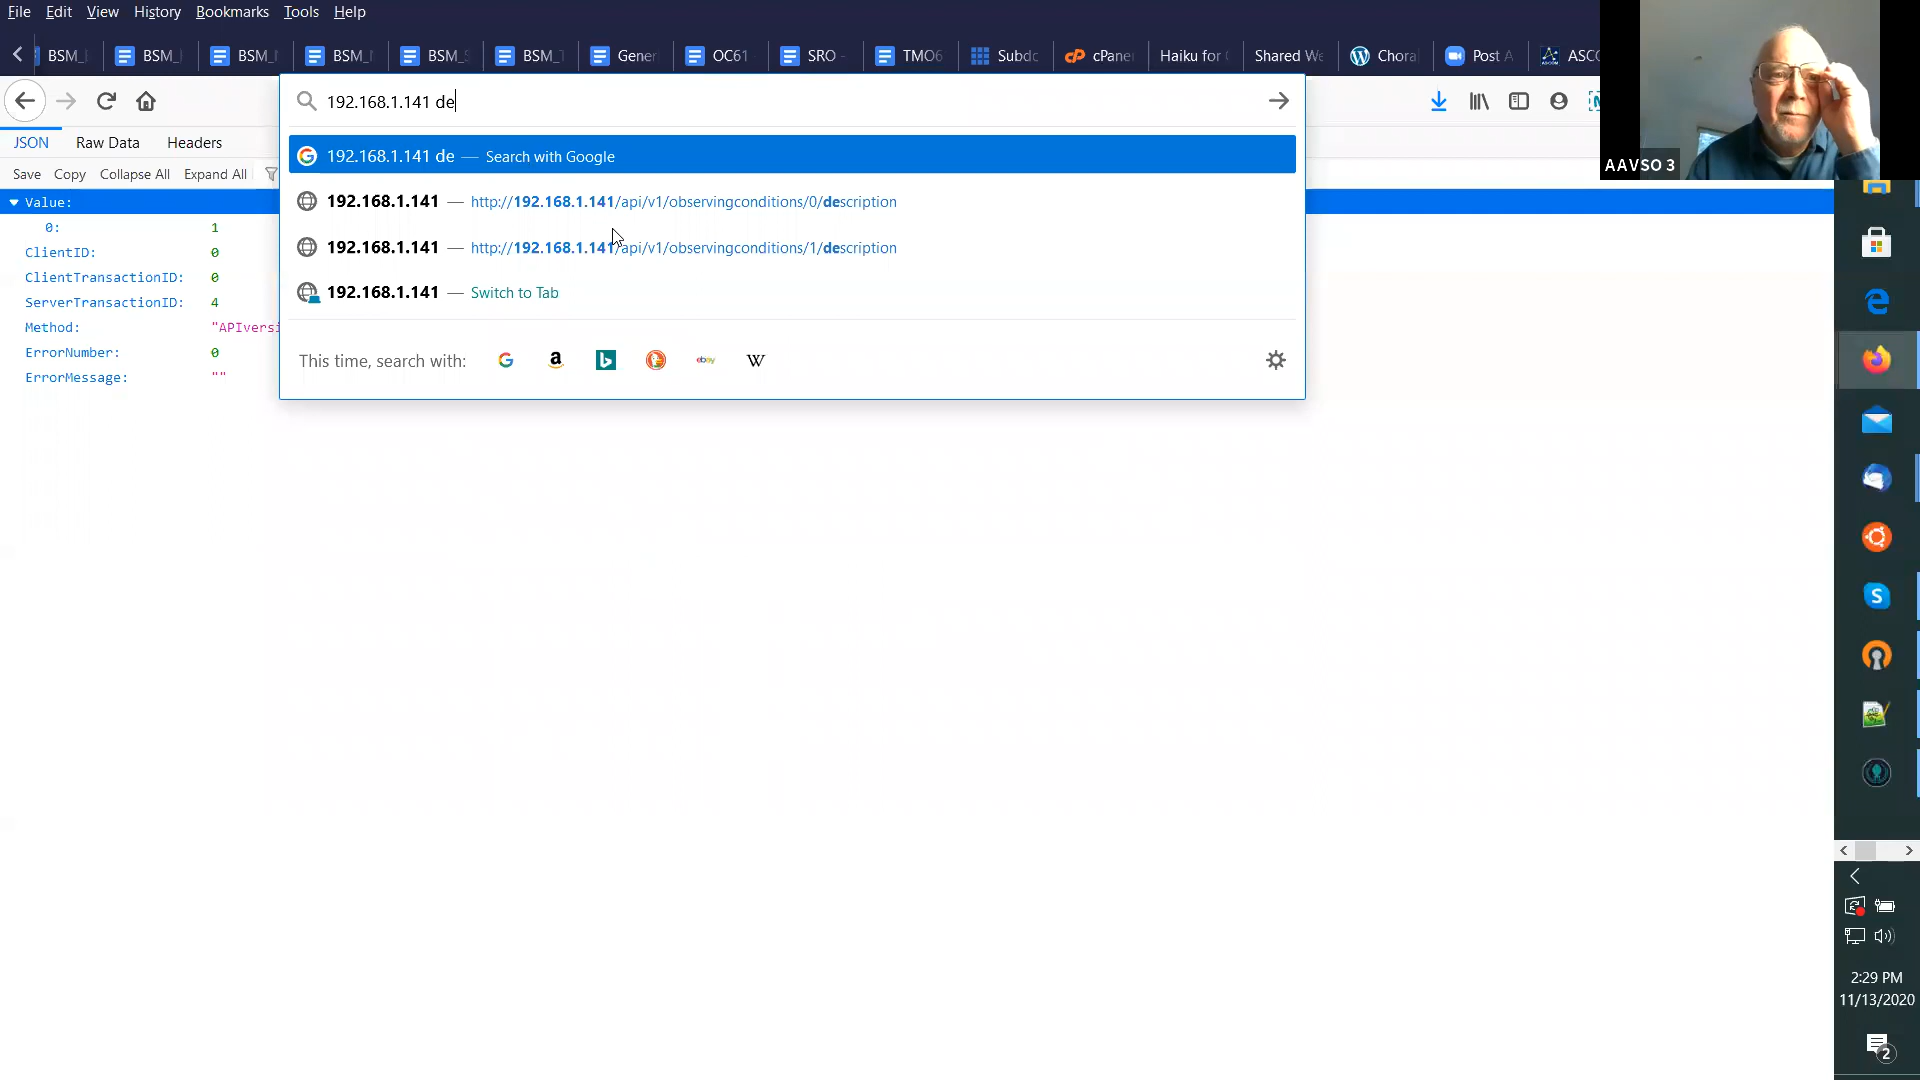 File Edit View History Bookmarks Tools Help
BSM_ BSM_ BSM_ BSM_ BSM_ BSM_ Gener OC61 SRO - TMO6 Subdo cPane Haiku for Shared We Chora Post A ASCO
192.168.1.141 de
AAVSO 3
JSON Raw Data Headers
192.168.1.141 de — Search with Google
Save Copy Collapse All Expand All
Value:
192.168.1.141 — http://192.168.1.141/api/v1/observingconditions/0/description
0: 1
192.168.1.141 — http://192.168.1.141/api/v1/observingconditions/1/description
ClientID: 0
ClientTransactionID: 0
192.168.1.141 — Switch to Tab
ServerTransactionID: 4
Method: "APIversi
ErrorNumber: 0
This time, search with:
ErrorMessage: ""
2:29 PM
11/13/2020
2